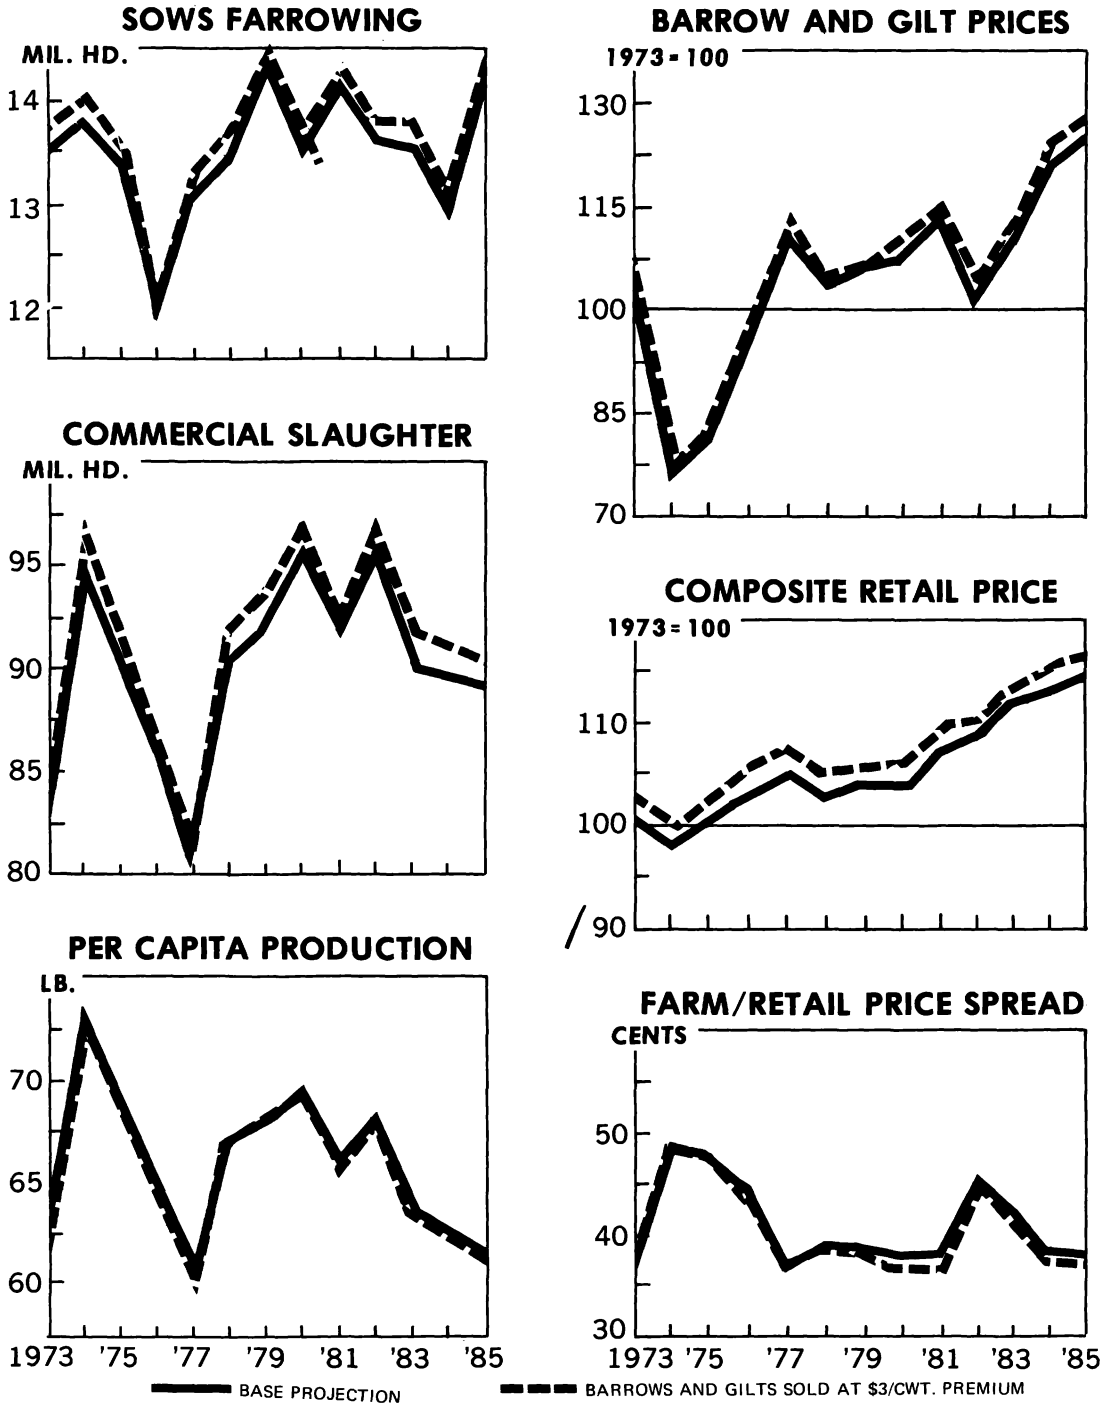 SOWS FARROWING
MIL. HD.
14
13
12
COMMERCIAL SLAUGHTER
MIL. HD.
95
90
85
80
PER CAPITA PRODUCTION
LB.
70
65
60
1973 '75 '77 '79 '81 '83 '85
BARROW AND GILT PRICES
1973=100
130
115
100
85
70
COMPOSITE RETAIL PRICE
1973=100
110
100
90
FARM/RETAIL PRICE SPREAD
CENTS
50
40
30
1973 '75 '77 '79 '81 '83 '85
BASE PROJECTION
BARROWS AND GILTS SOLD AT $3/CWT. PREMIUM